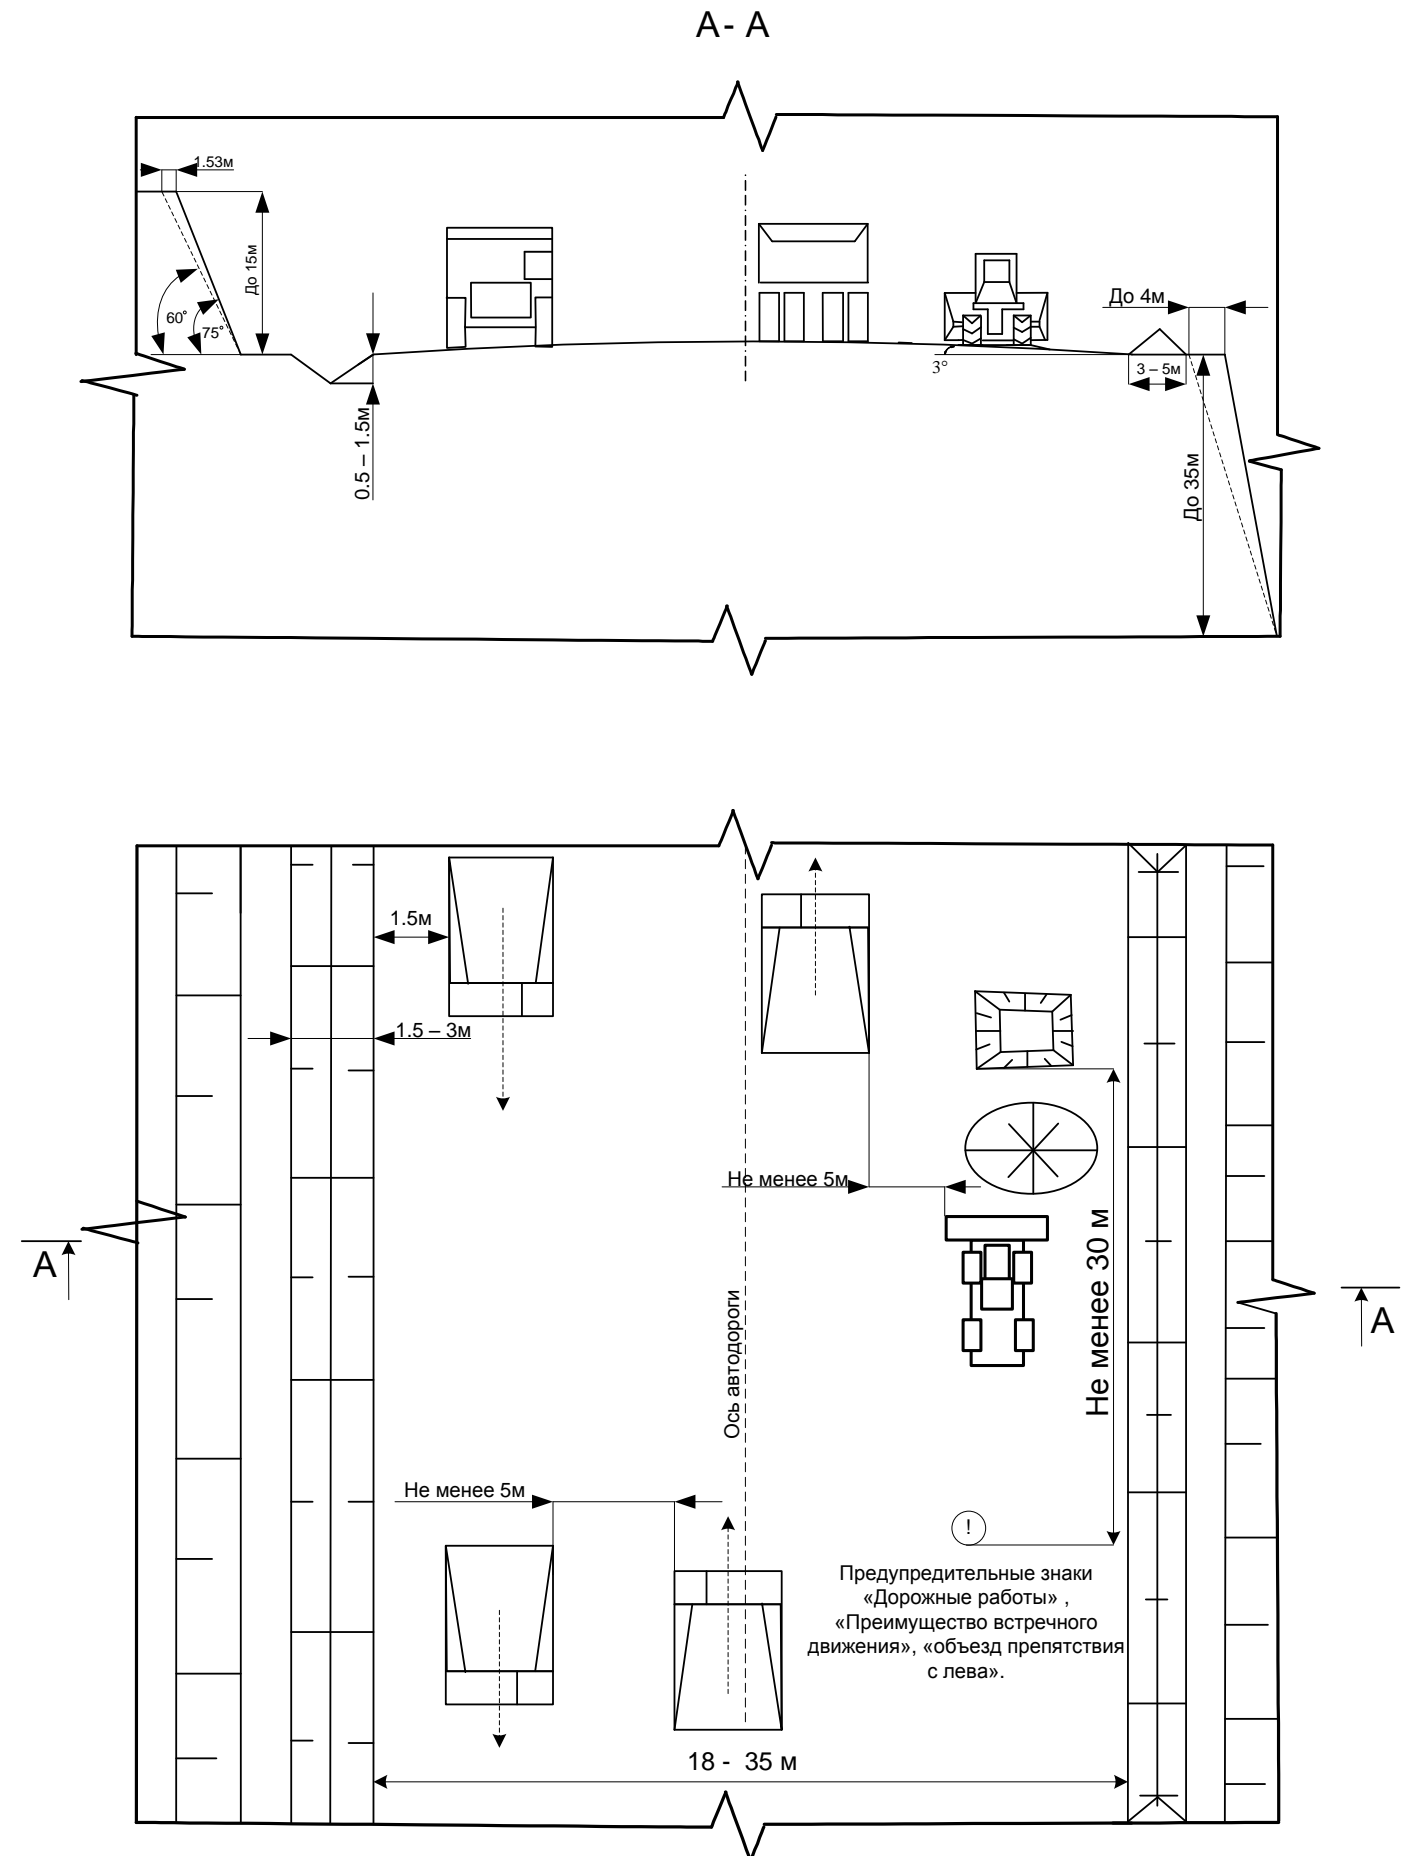 А- А
1.53м
До 15м
60°
75°
0.5 – 1.5м
3°
До 4м
3 – 5м
До 35м
1.5м
1.5 – 3м
Не менее 5м
Не менее 30 м
А
А
Ось автодороги
Не менее 5м
!
Предупредительные знаки
«Дорожные работы» ,
«Преимущество встречного
движения», «объезд препятствия
с лева».
18 - 35 м